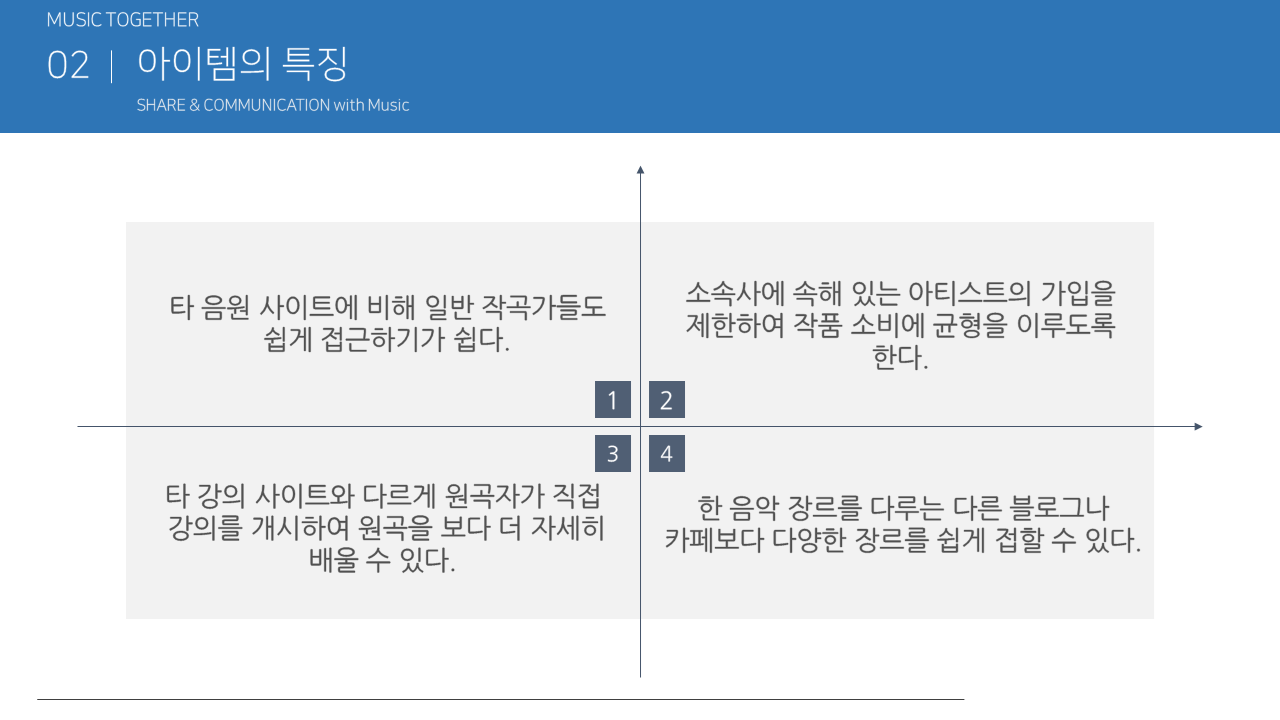 MUSIC TOGETHER
02 아이템의 특징
SHARE & COMMUNICATION with Music
타 음원 사이트에 비해 일반 작곡가들도
쉽게 접근하기가 쉽다.
1
소속사에 속해 있는 아티스트의 가입을
제한하여 작품 소비에 균형을 이루도록
한다.
2
3
타 강의 사이트와 다르게 원곡자가 직접
강의를 개시하여 원곡을 보다 더 자세히
배울 수 있다.
4
한 음악 장르를 다루는 다른 블로그나
카페보다 다양한 장르를 쉽게 접할 수 있다.